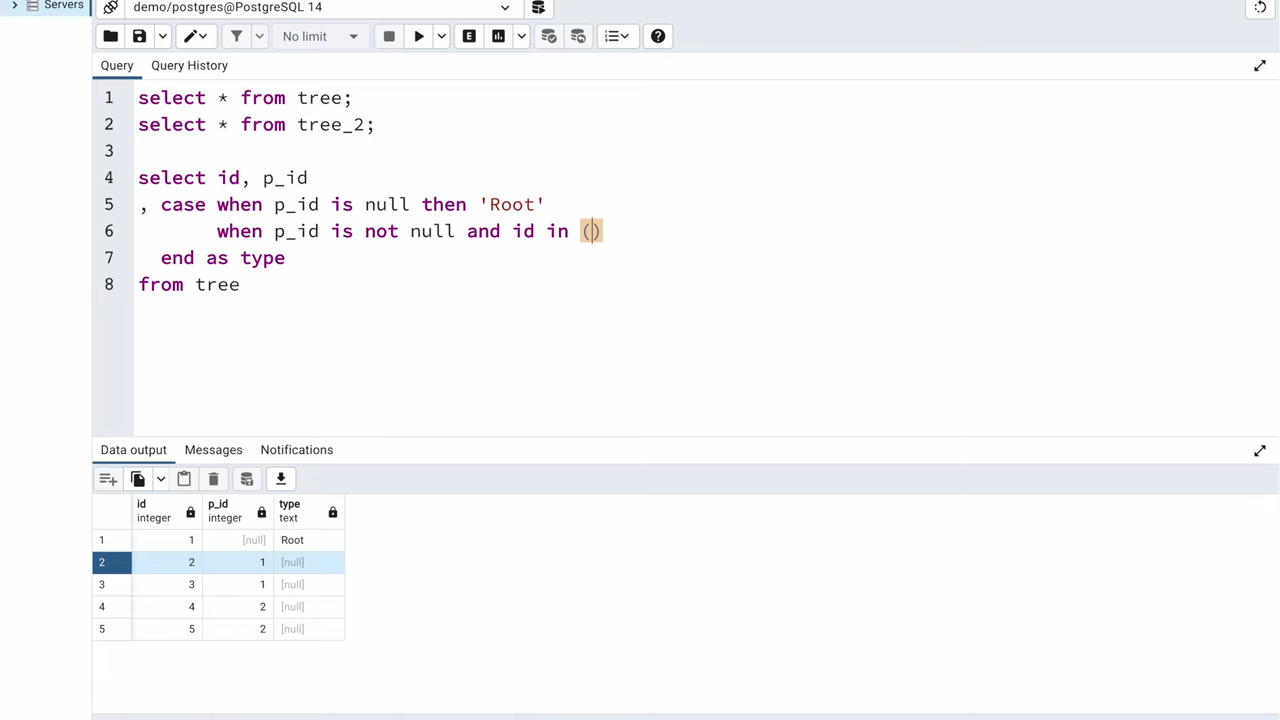 Servers
demo/postgres@PostgreSQL 14
No limit
E
Query
Query History
1 select * from tree;
2 select * from tree_2;
3
4 select id, p_id
5 , case when p_id is null then 'Root'
6 when p_id is not null and id in ()
7 end as type
8 from tree
Data output
Messages
Notifications
id integer
p_id integer
type text
1 1 [null] Root
2 2 1 [null]
3 3 1 [null]
4 4 2 [null]
5 5 2 [null]